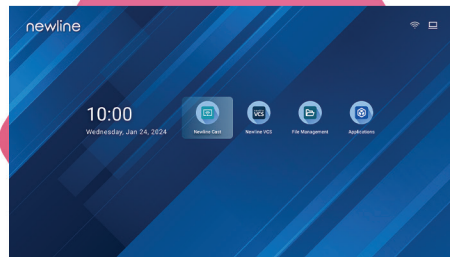 newline
10:00
Wednesday, Jan 24, 2024
Newline Cast
VCS
Newline VCS
File Management
Applications